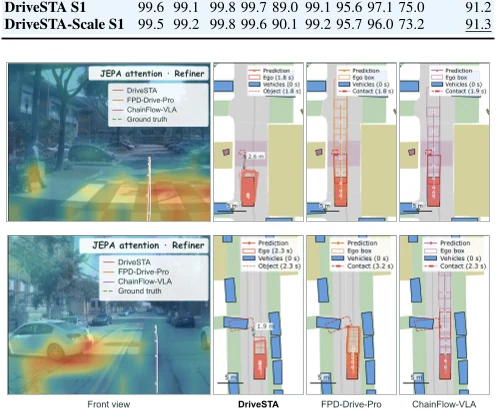 DriveSTA S1 99.6 99.1 99.8 99.7 89.0 99.1 95.6 97.1 75.0 91.2
DriveSTA-Scale S1 99.5 99.2 99.8 99.6 90.1 99.2 95.7 96.0 73.2 91.3
JEPA attention · Refiner
DriveSTA
FPD-Drive-Pro
ChainFlow-VLA
Ground truth
Prediction
Ego (1.8 s)
Vehicles (0 s)
Object (1.8 s)
2.6 m
5 m
Prediction
Ego box
Vehicles (0 s)
Contact (1.8 s)
5 m
Prediction
Ego box
Vehicles (0 s)
Contact (1.9 s)
5 m
JEPA attention · Refiner
DriveSTA
FPD-Drive-Pro
ChainFlow-VLA
Ground truth
Prediction
Ego (2.3 s)
Vehicles (0 s)
Object (2.3 s)
1.9 m
5 m
Prediction
Ego box
Vehicles (0 s)
Contact (3.2 s)
5 m
Prediction
Ego box
Vehicles (0 s)
Contact (2.3 s)
5 m
Front view
DriveSTA
FPD-Drive-Pro
ChainFlow-VLA